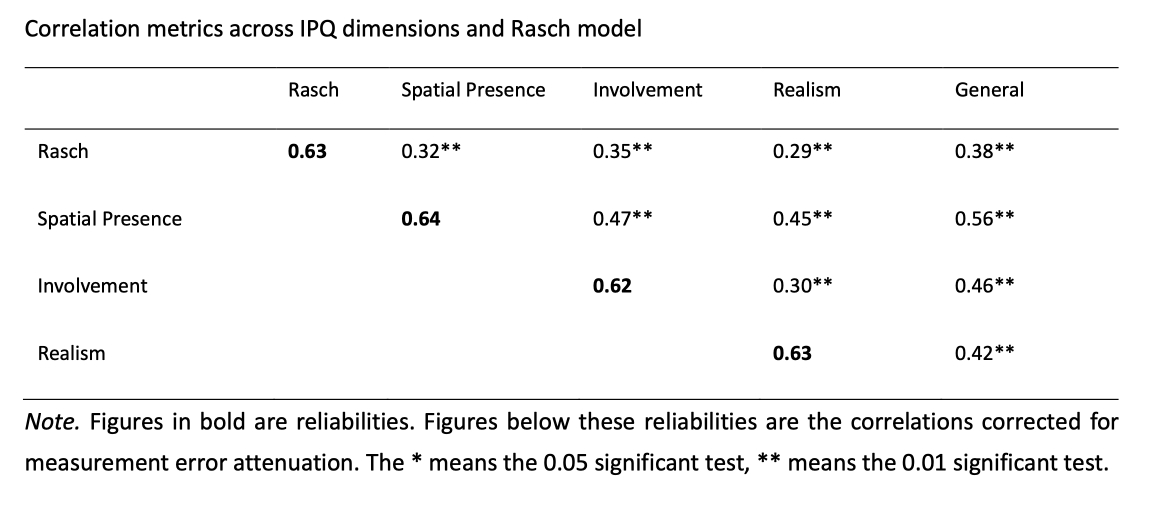 Correlation metrics across IPQ dimensions and Rasch model
Rasch Spatial Presence Involvement Realism General
Rasch 0.63 0.32** 0.35** 0.29** 0.38**
Spatial Presence 0.64 0.47** 0.45** 0.56**
Involvement 0.62 0.30** 0.46**
Realism 0.63 0.42**
Note. Figures in bold are reliabilities. Figures below these reliabilities are the correlations corrected for
measurement error attenuation. The * means the 0.05 significant test, ** means the 0.01 significant test.